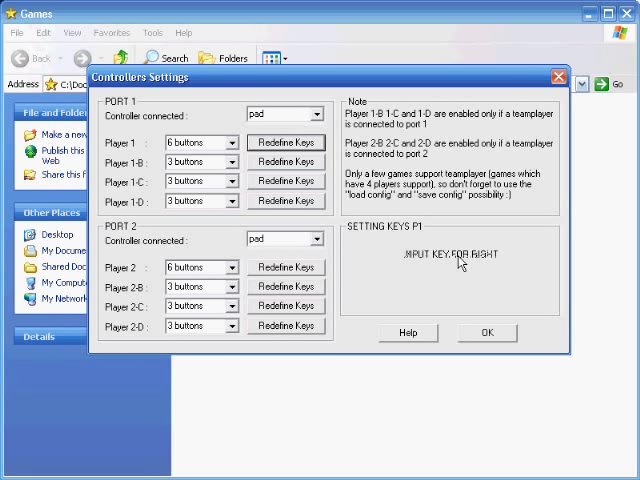 Games
File Edit View Favorites Tools Help
Back Search Folders
Address C:\Doc Go
File and Folder
Make a new
Publish this
Web
Share this f
Other Places
Desktop
My Docume
Shared Doc
My Compu
My Network
Details
Controllers Settings
PORT 1
Controller connected : pad
Player 1 : 6 buttons Redefine Keys
Player 1-B : 3 buttons Redefine Keys
Player 1-C : 3 buttons Redefine Keys
Player 1-D : 3 buttons Redefine Keys
PORT 2
Controller connected : pad
Player 2 : 6 buttons Redefine Keys
Player 2-B : 3 buttons Redefine Keys
Player 2-C : 3 buttons Redefine Keys
Player 2-D : 3 buttons Redefine Keys
Note
Player 1-B 1-C and 1-D are enabled only if a teamplayer
is connected to port 1
Player 2-B 2-C and 2-D are enabled only if a teamplayer
is connected to port 2
Only a few games support teamplayer (games which
have 4 players support), so don't forget to use the
"load config" and "save config" possibility :)
SETTING KEYS P1
INPUT KEY FOR RIGHT
Help OK